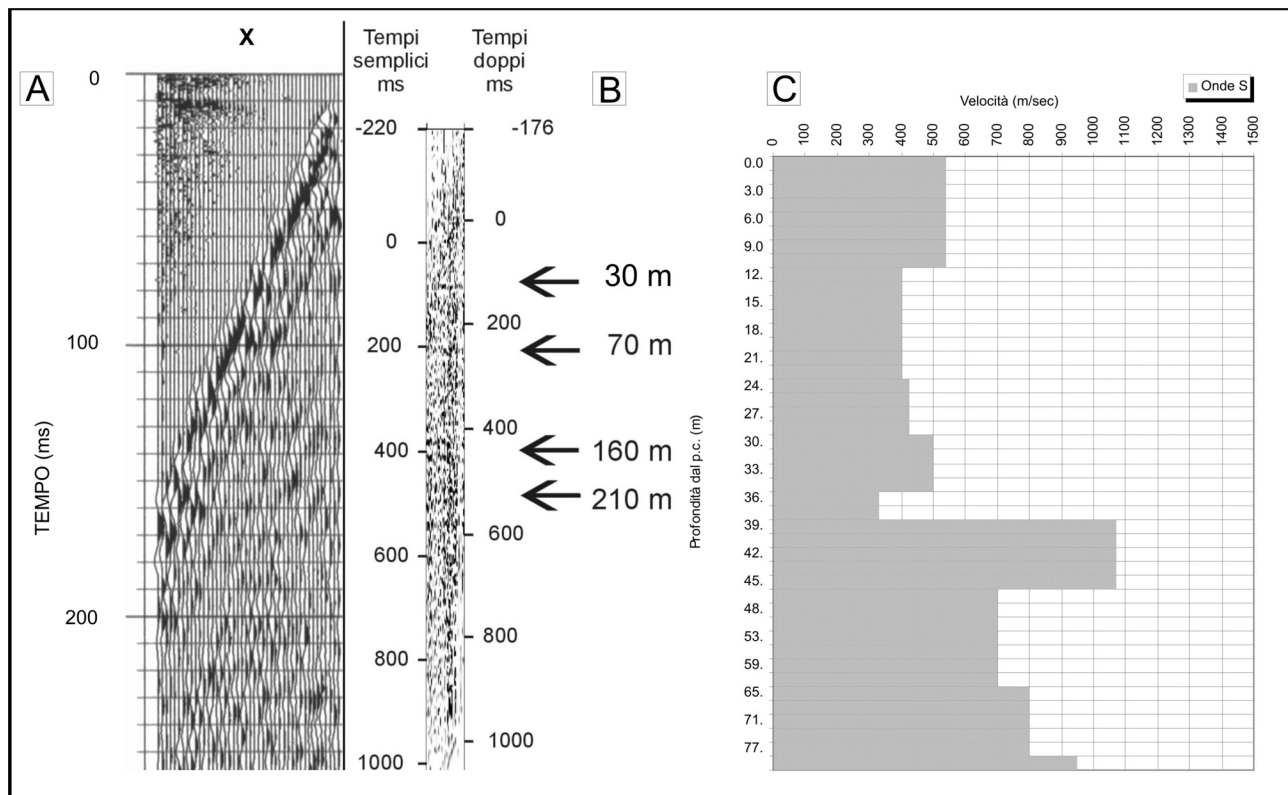 A
X
0
100
200
TEMPO (ms)
Tempi
semplici
ms
-220
0
200
400
600
800
1000
Tempi
doppi
ms
-176
0
200
400
600
800
1000
B
30 m
70 m
160 m
210 m
C
Onde S
Velocità (m/sec)
0 100 200 300 400 500 600 700 800 900 1000 1100 1200 1300 1400 1500
Profondità dal p.c. (m)
0.0
3.0
6.0
9.0
12.
15.
18.
21.
24.
27.
30.
33.
36.
39.
42.
45.
48.
53.
59.
65.
71.
77.